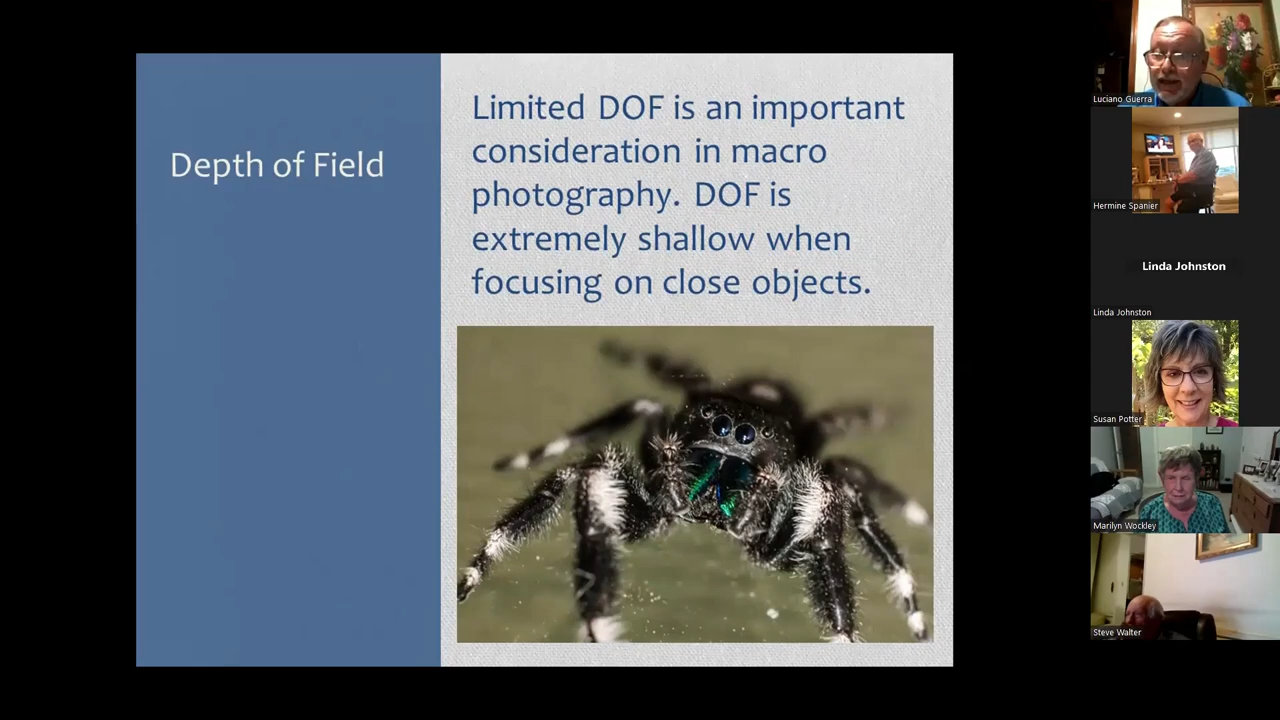 Depth of Field
Limited DOF is an important
consideration in macro
photography. DOF is
extremely shallow when
focusing on close objects.
Luciano Guerra
Hermine Spanier
Linda Johnston
Linda Johnston
Susan Potter
Marilyn Wockley
Steve Walter